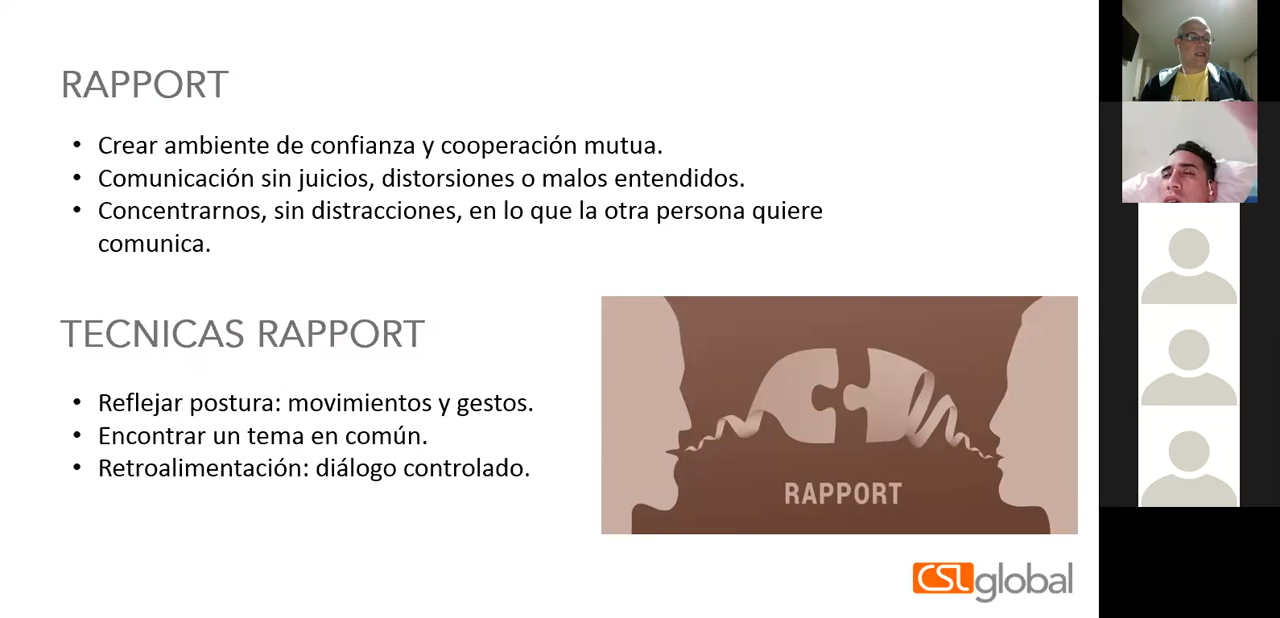 RAPPORT
• Crear ambiente de confianza y cooperación mutua.
• Comunicación sin juicios, distorsiones o malos entendidos.
• Concentrarnos, sin distracciones, en lo que la otra persona quiere
comunica.
TECNICAS RAPPORT
• Reflejar postura: movimientos y gestos.
• Encontrar un tema en común.
• Retroalimentación: diálogo controlado.
RAPPORT
CSL global